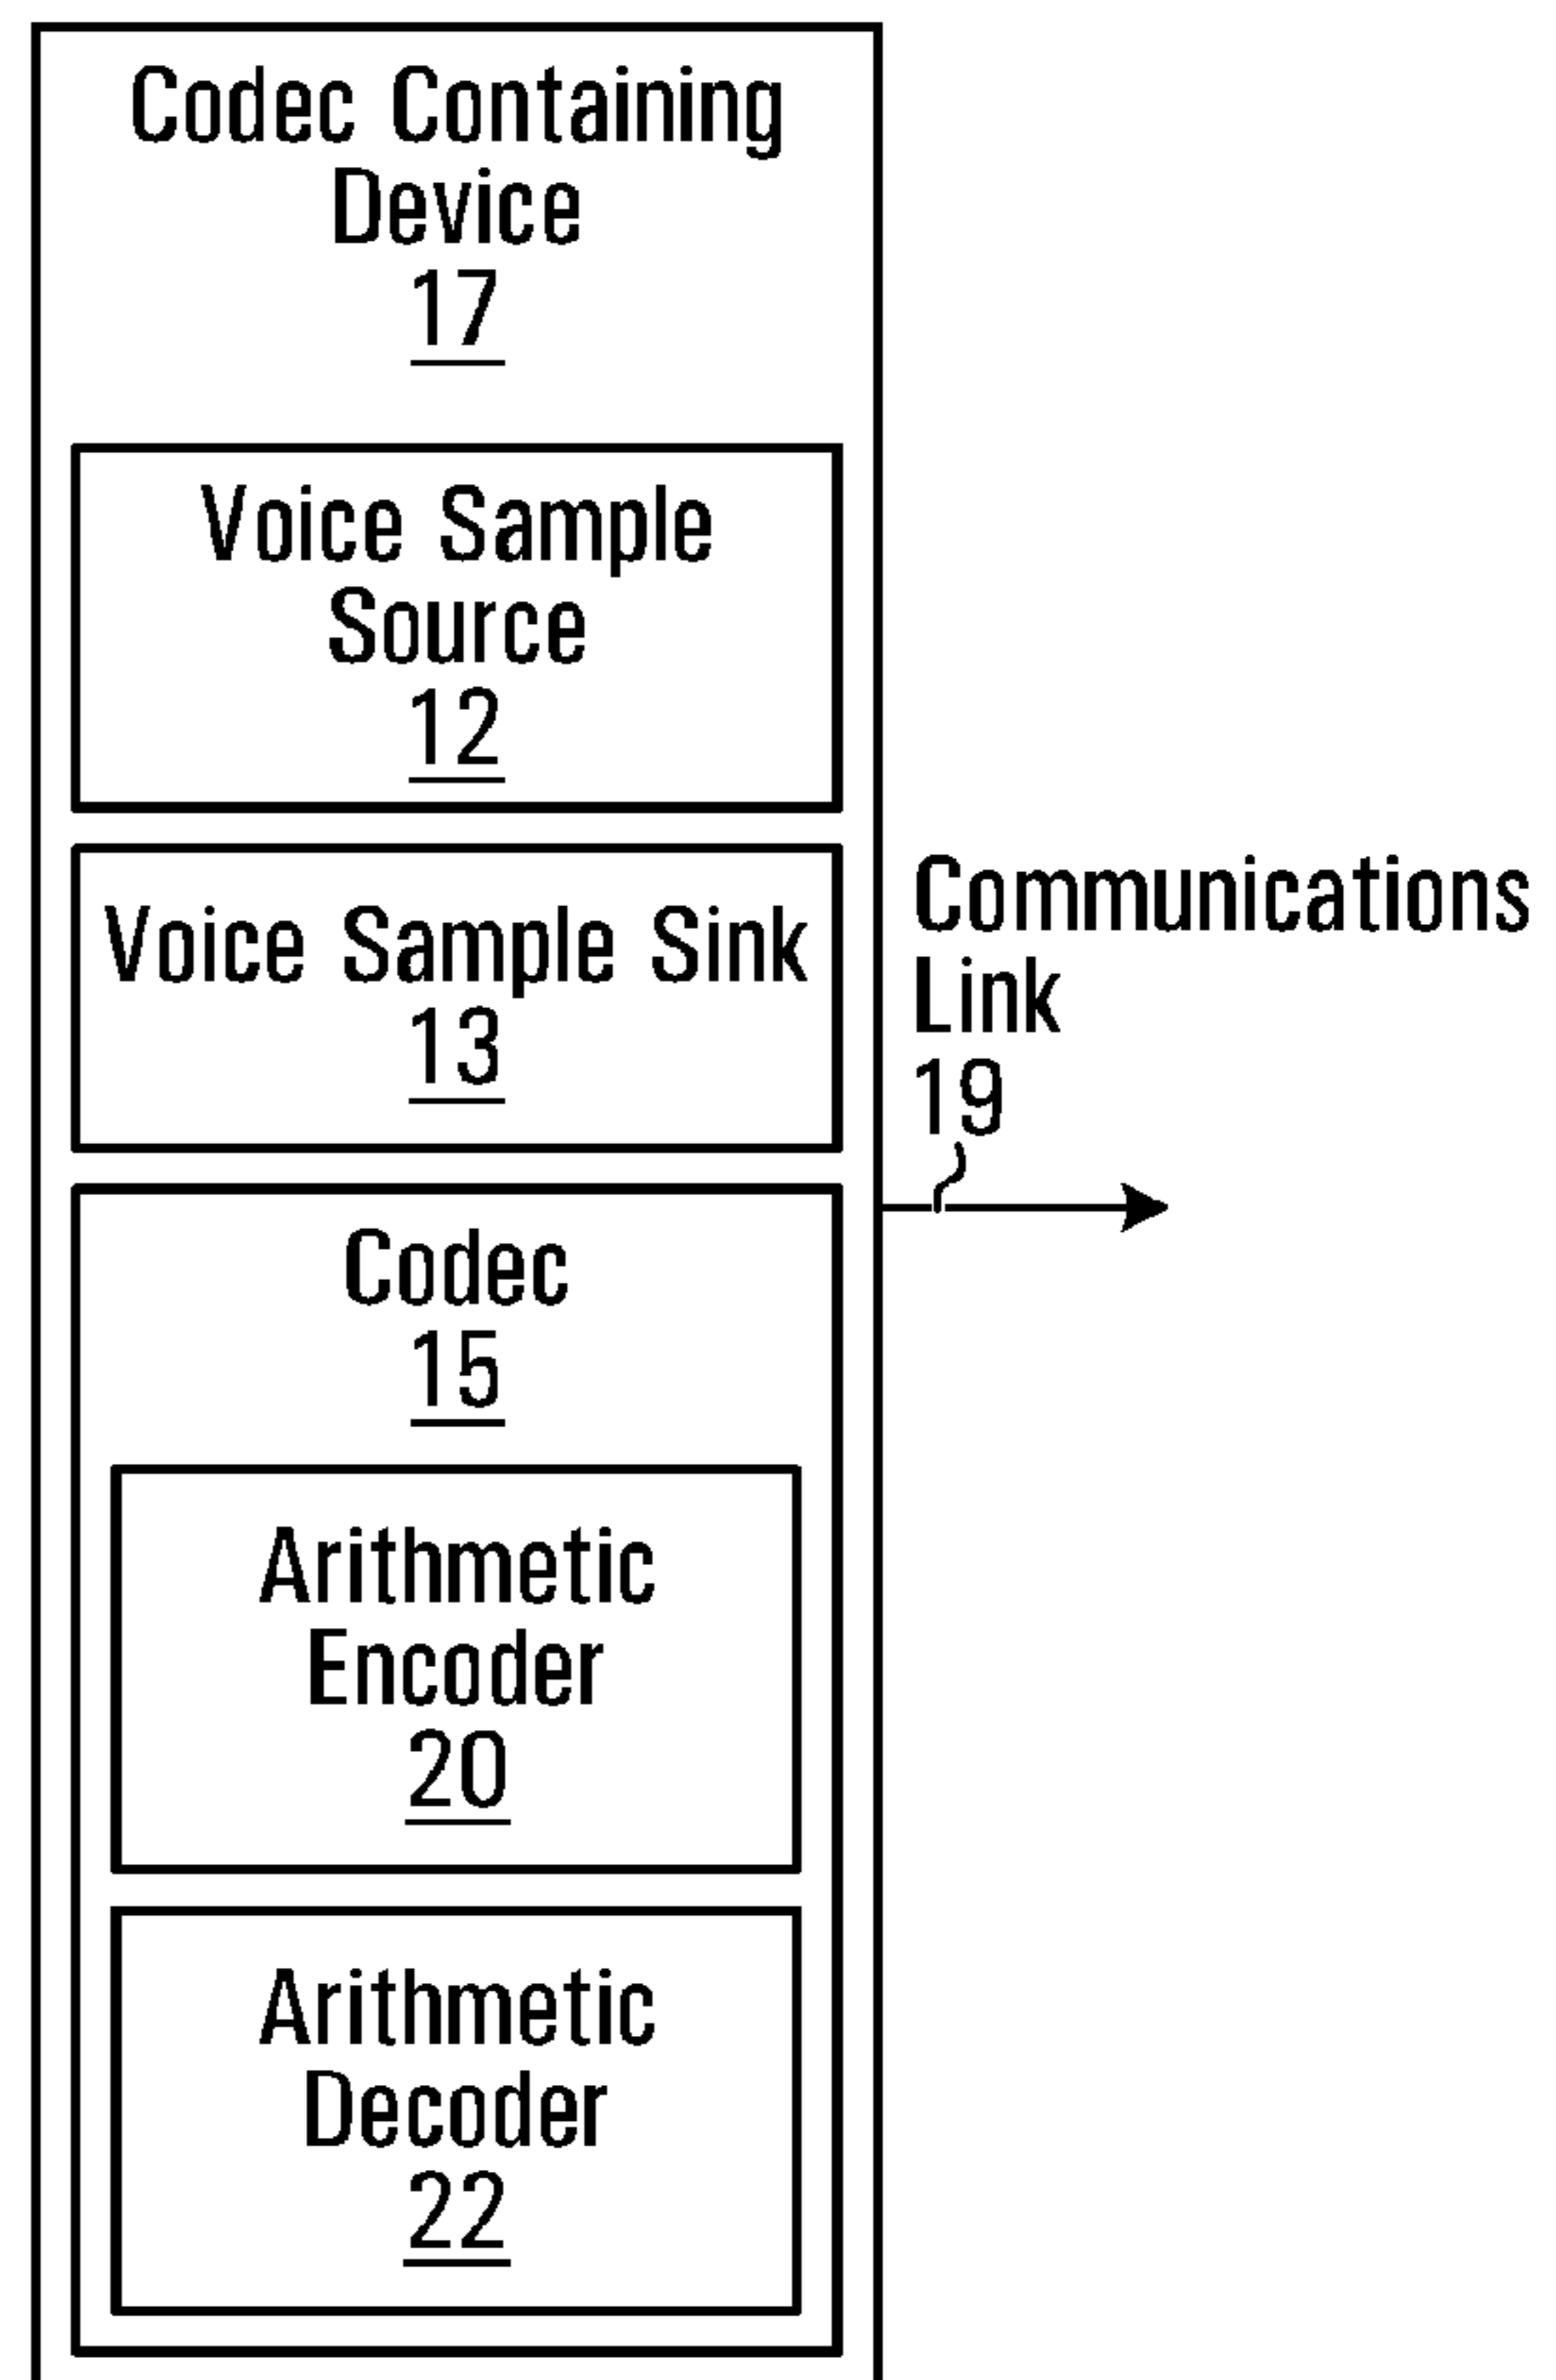 Codec Containing
Device
17
Voice Sample
Source
12
Voice Sample Sink
13
Communications
Link
19
Codec
15
Arithmetic
Encoder
20
Arithmetic
Decoder
22